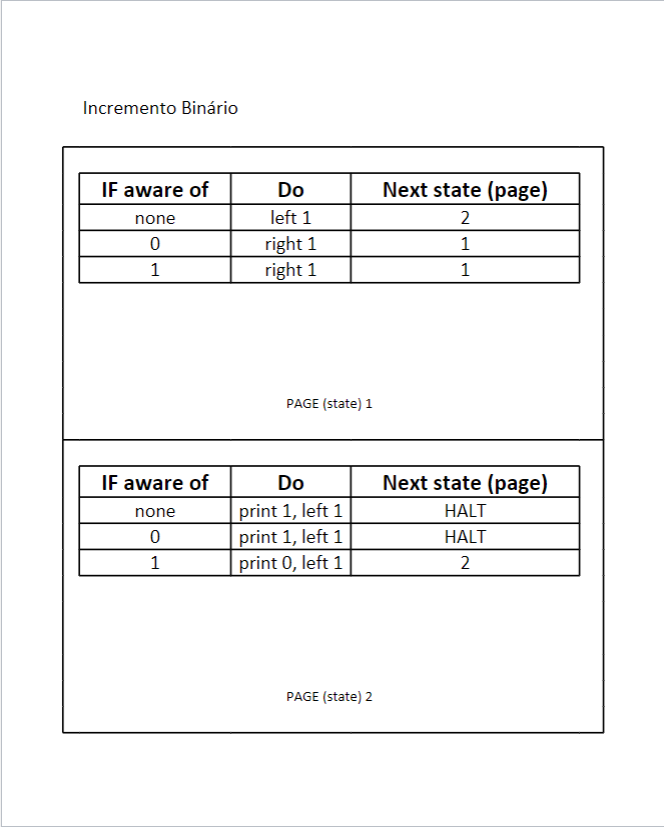 Incremento Binário
IF aware of Do Next state (page)
none left 1 2
0 right 1 1
1 right 1 1
PAGE (state) 1
IF aware of Do Next state (page)
none print 1, left 1 HALT
0 print 1, left 1 HALT
1 print 0, left 1 2
PAGE (state) 2